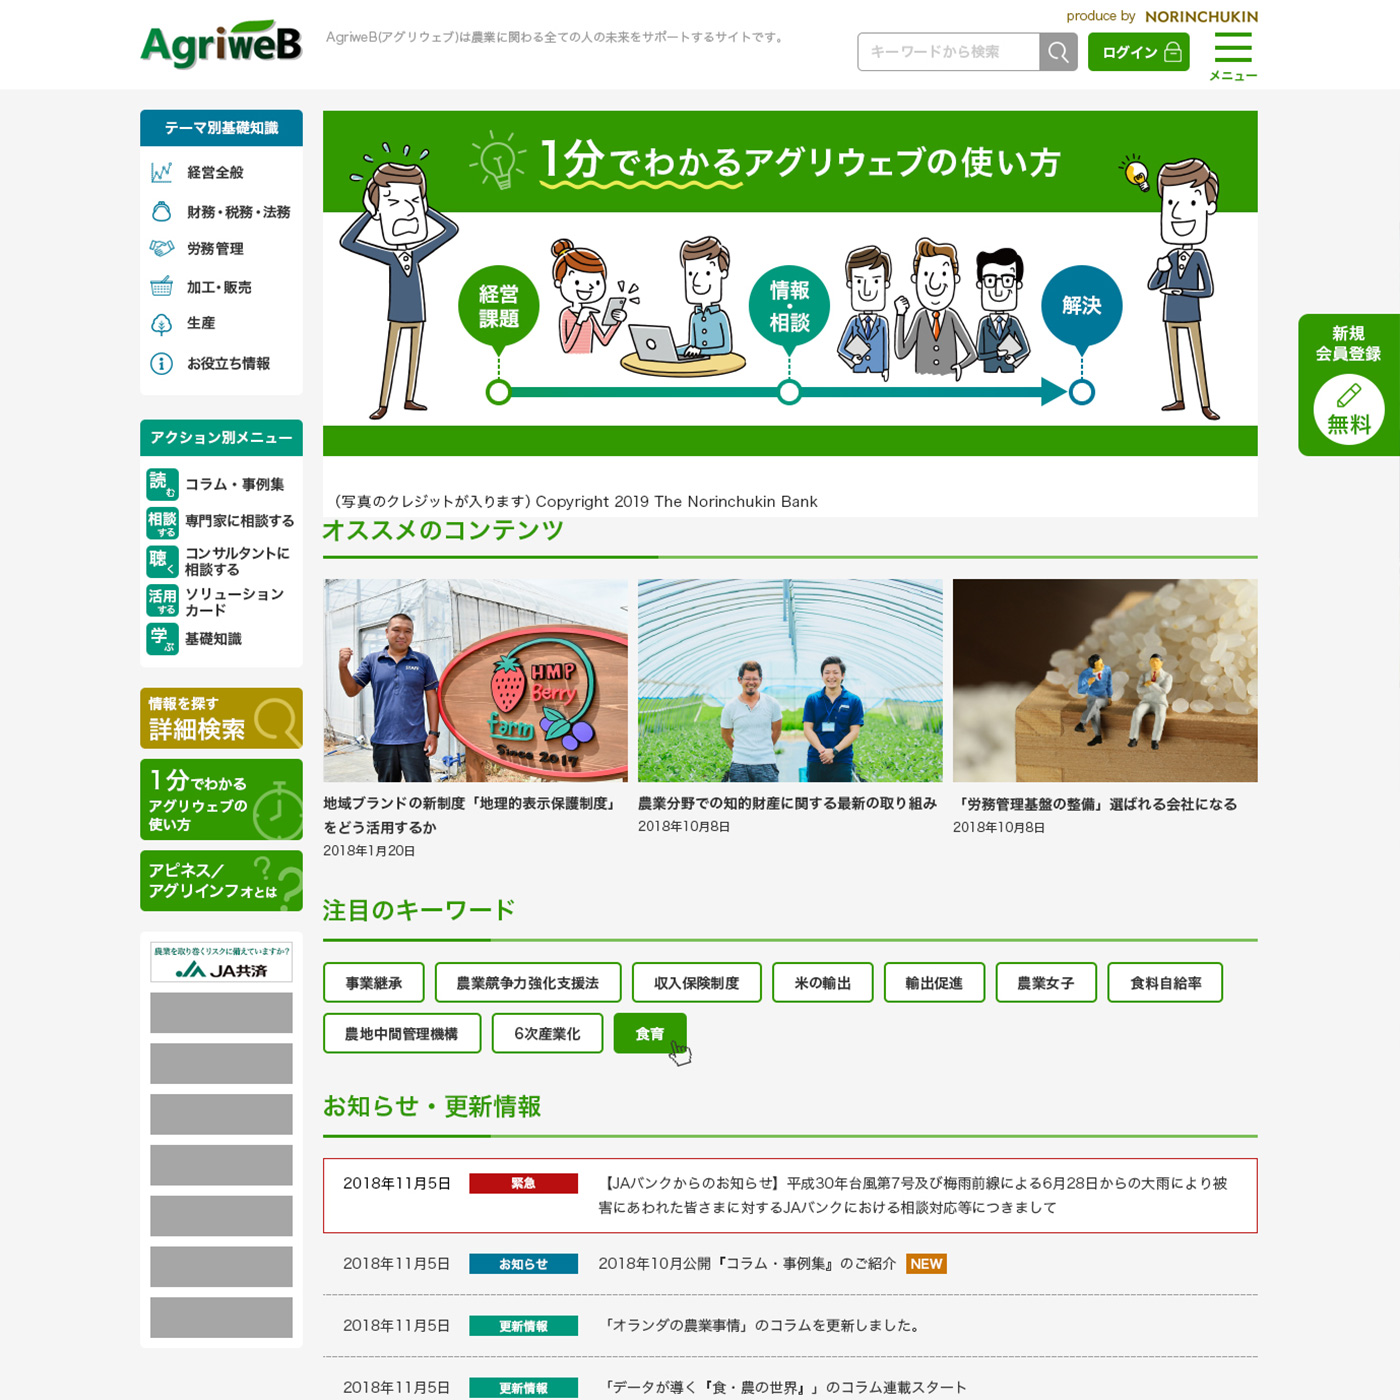 AgriweB
AgriweB(アグリウェブ)は農業に関わる全ての人の未来をサポートするサイトです。
produce by NORINCHUKIN
キーワードから検索
ログイン
メニュー
テーマ別基礎知識
経営全般
財務・税務・法務
労務管理
加工・販売
生産
お役立ち情報
アクション別メニュー
読む
コラム・事例集
相談する
専門家に相談する
聴く
コンサルタントに
相談する
活用する
ソリューション
カード
学ぶ
基礎知識
情報を探す
詳細検索
1分でわかる
アグリウェブの
使い方
アピネス／
アグリインフォとは
農業を取り巻くリスクに備えていますか?
JA共済
1分でわかるアグリウェブの使い方
経営
課題
情報
・
相談
解決
（写真のクレジットが入ります）Copyright 2019 The Norinchukin Bank
新規
会員登録
無料
オススメのコンテンツ
HMP
Berry
farm
Since 2017
地域ブランドの新制度「地理的表示保護制度」
をどう活用するか
2018年1月20日
農業分野での知的財産に関する最新の取り組み
2018年10月8日
「労務管理基盤の整備」選ばれる会社になる
2018年10月8日
注目のキーワード
事業継承
農業競争力強化支援法
収入保険制度
米の輸出
輸出促進
農業女子
食料自給率
農地中間管理機構
6次産業化
食育
お知らせ・更新情報
2018年11月5日 緊急 【JAバンクからのお知らせ】平成30年台風第7号及び梅雨前線による6月28日からの大雨により被
害にあわれた皆さまに対するJAバンクにおける相談対応等につきまして
2018年11月5日 お知らせ 2018年10月公開『コラム・事例集』のご紹介 NEW
2018年11月5日 更新情報 「オランダの農業事情」のコラムを更新しました。
2018年11月5日 更新情報 「データが導く『食・農の世界』」のコラム連載スタート